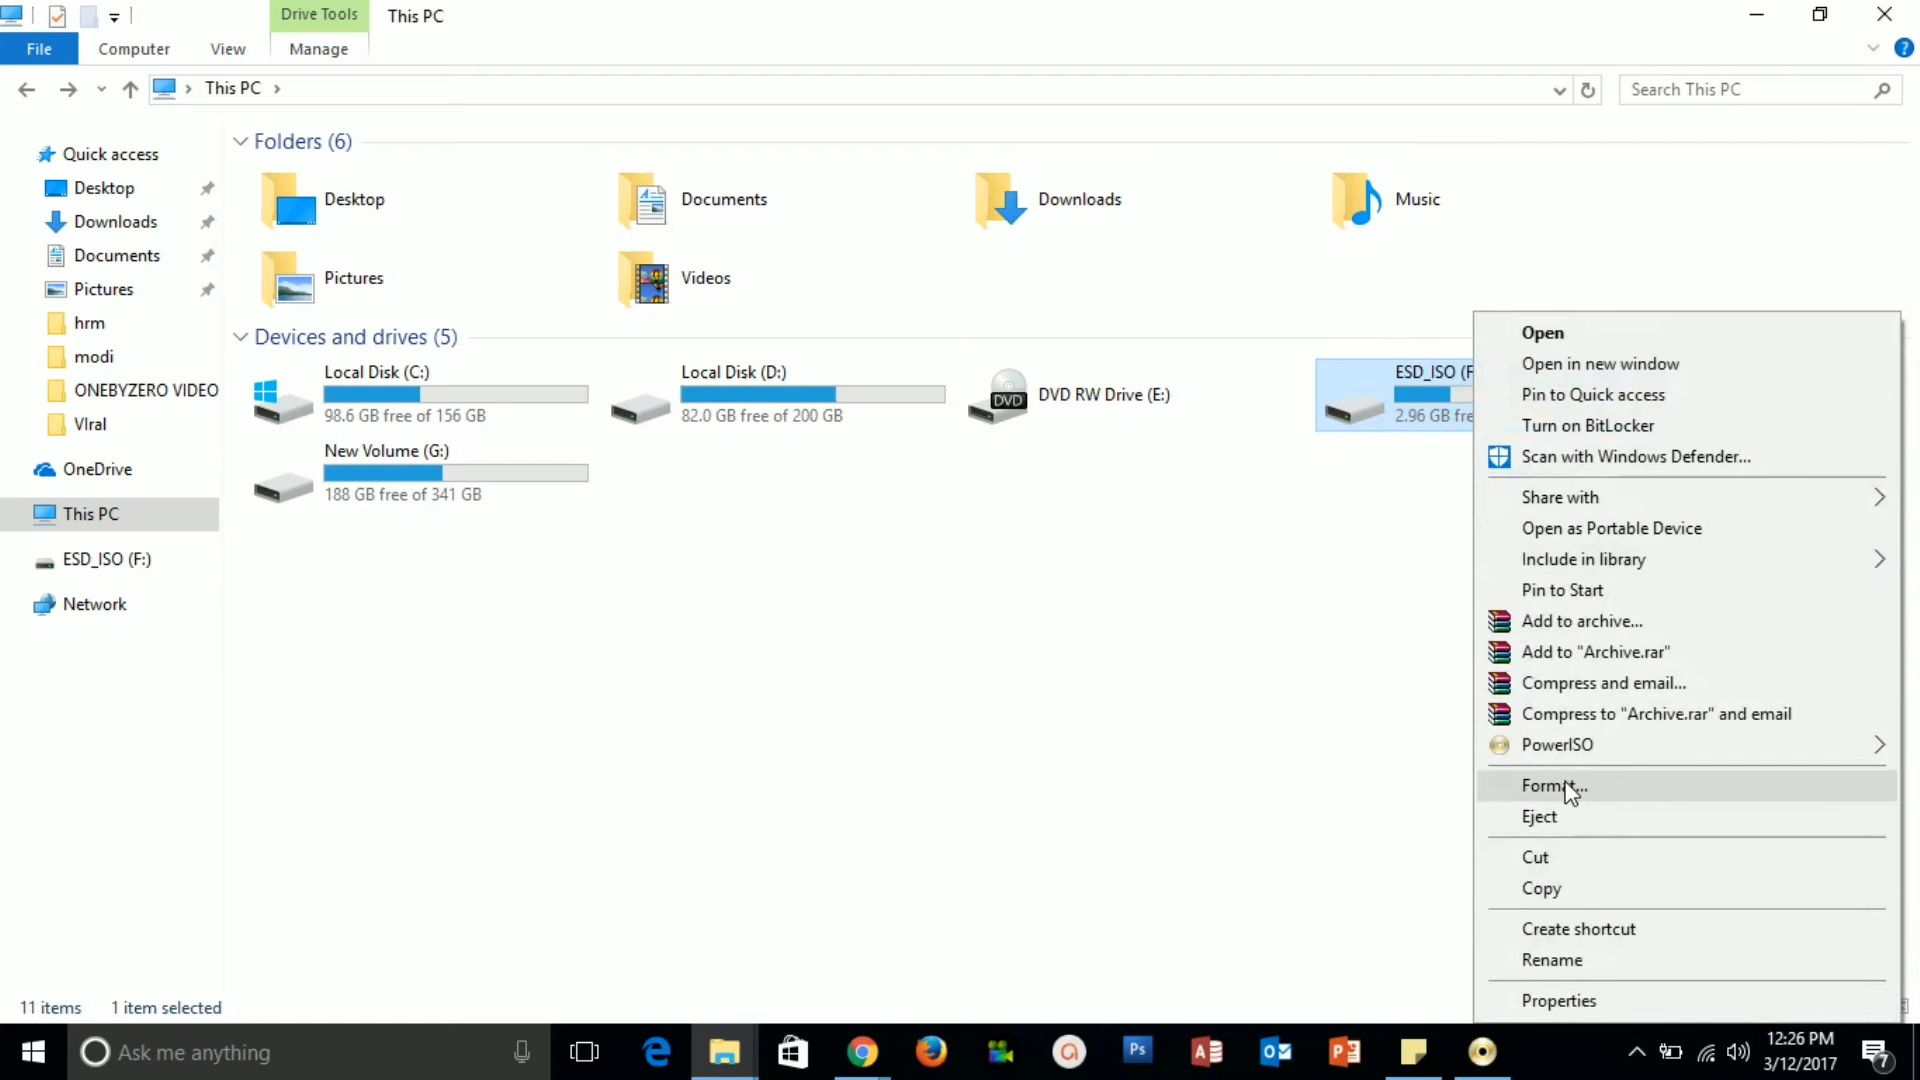 Drive Tools
This PC
File
Computer
View
Manage
This PC
Search This PC
Quick access
Desktop
Downloads
Documents
Pictures
hrm
modi
ONEBYZERO VIDEO
VIral
OneDrive
This PC
ESD_ISO (F:)
Network
Folders (6)
Desktop
Documents
Downloads
Music
Pictures
Videos
Devices and drives (5)
Local Disk (C:)
98.6 GB free of 156 GB
Local Disk (D:)
82.0 GB free of 200 GB
DVD
DVD RW Drive (E:)
ESD_ISO (F
2.96 GB fre
New Volume (G:)
188 GB free of 341 GB
Open
Open in new window
Pin to Quick access
Turn on BitLocker
Scan with Windows Defender...
Share with
Open as Portable Device
Include in library
Pin to Start
Add to archive...
Add to "Archive.rar"
Compress and email...
Compress to "Archive.rar" and email
PowerISO
Format...
Eject
Cut
Copy
Create shortcut
Rename
Properties
11 items
1 item selected
Ask me anything
Ps
12:26 PM
3/12/2017
7